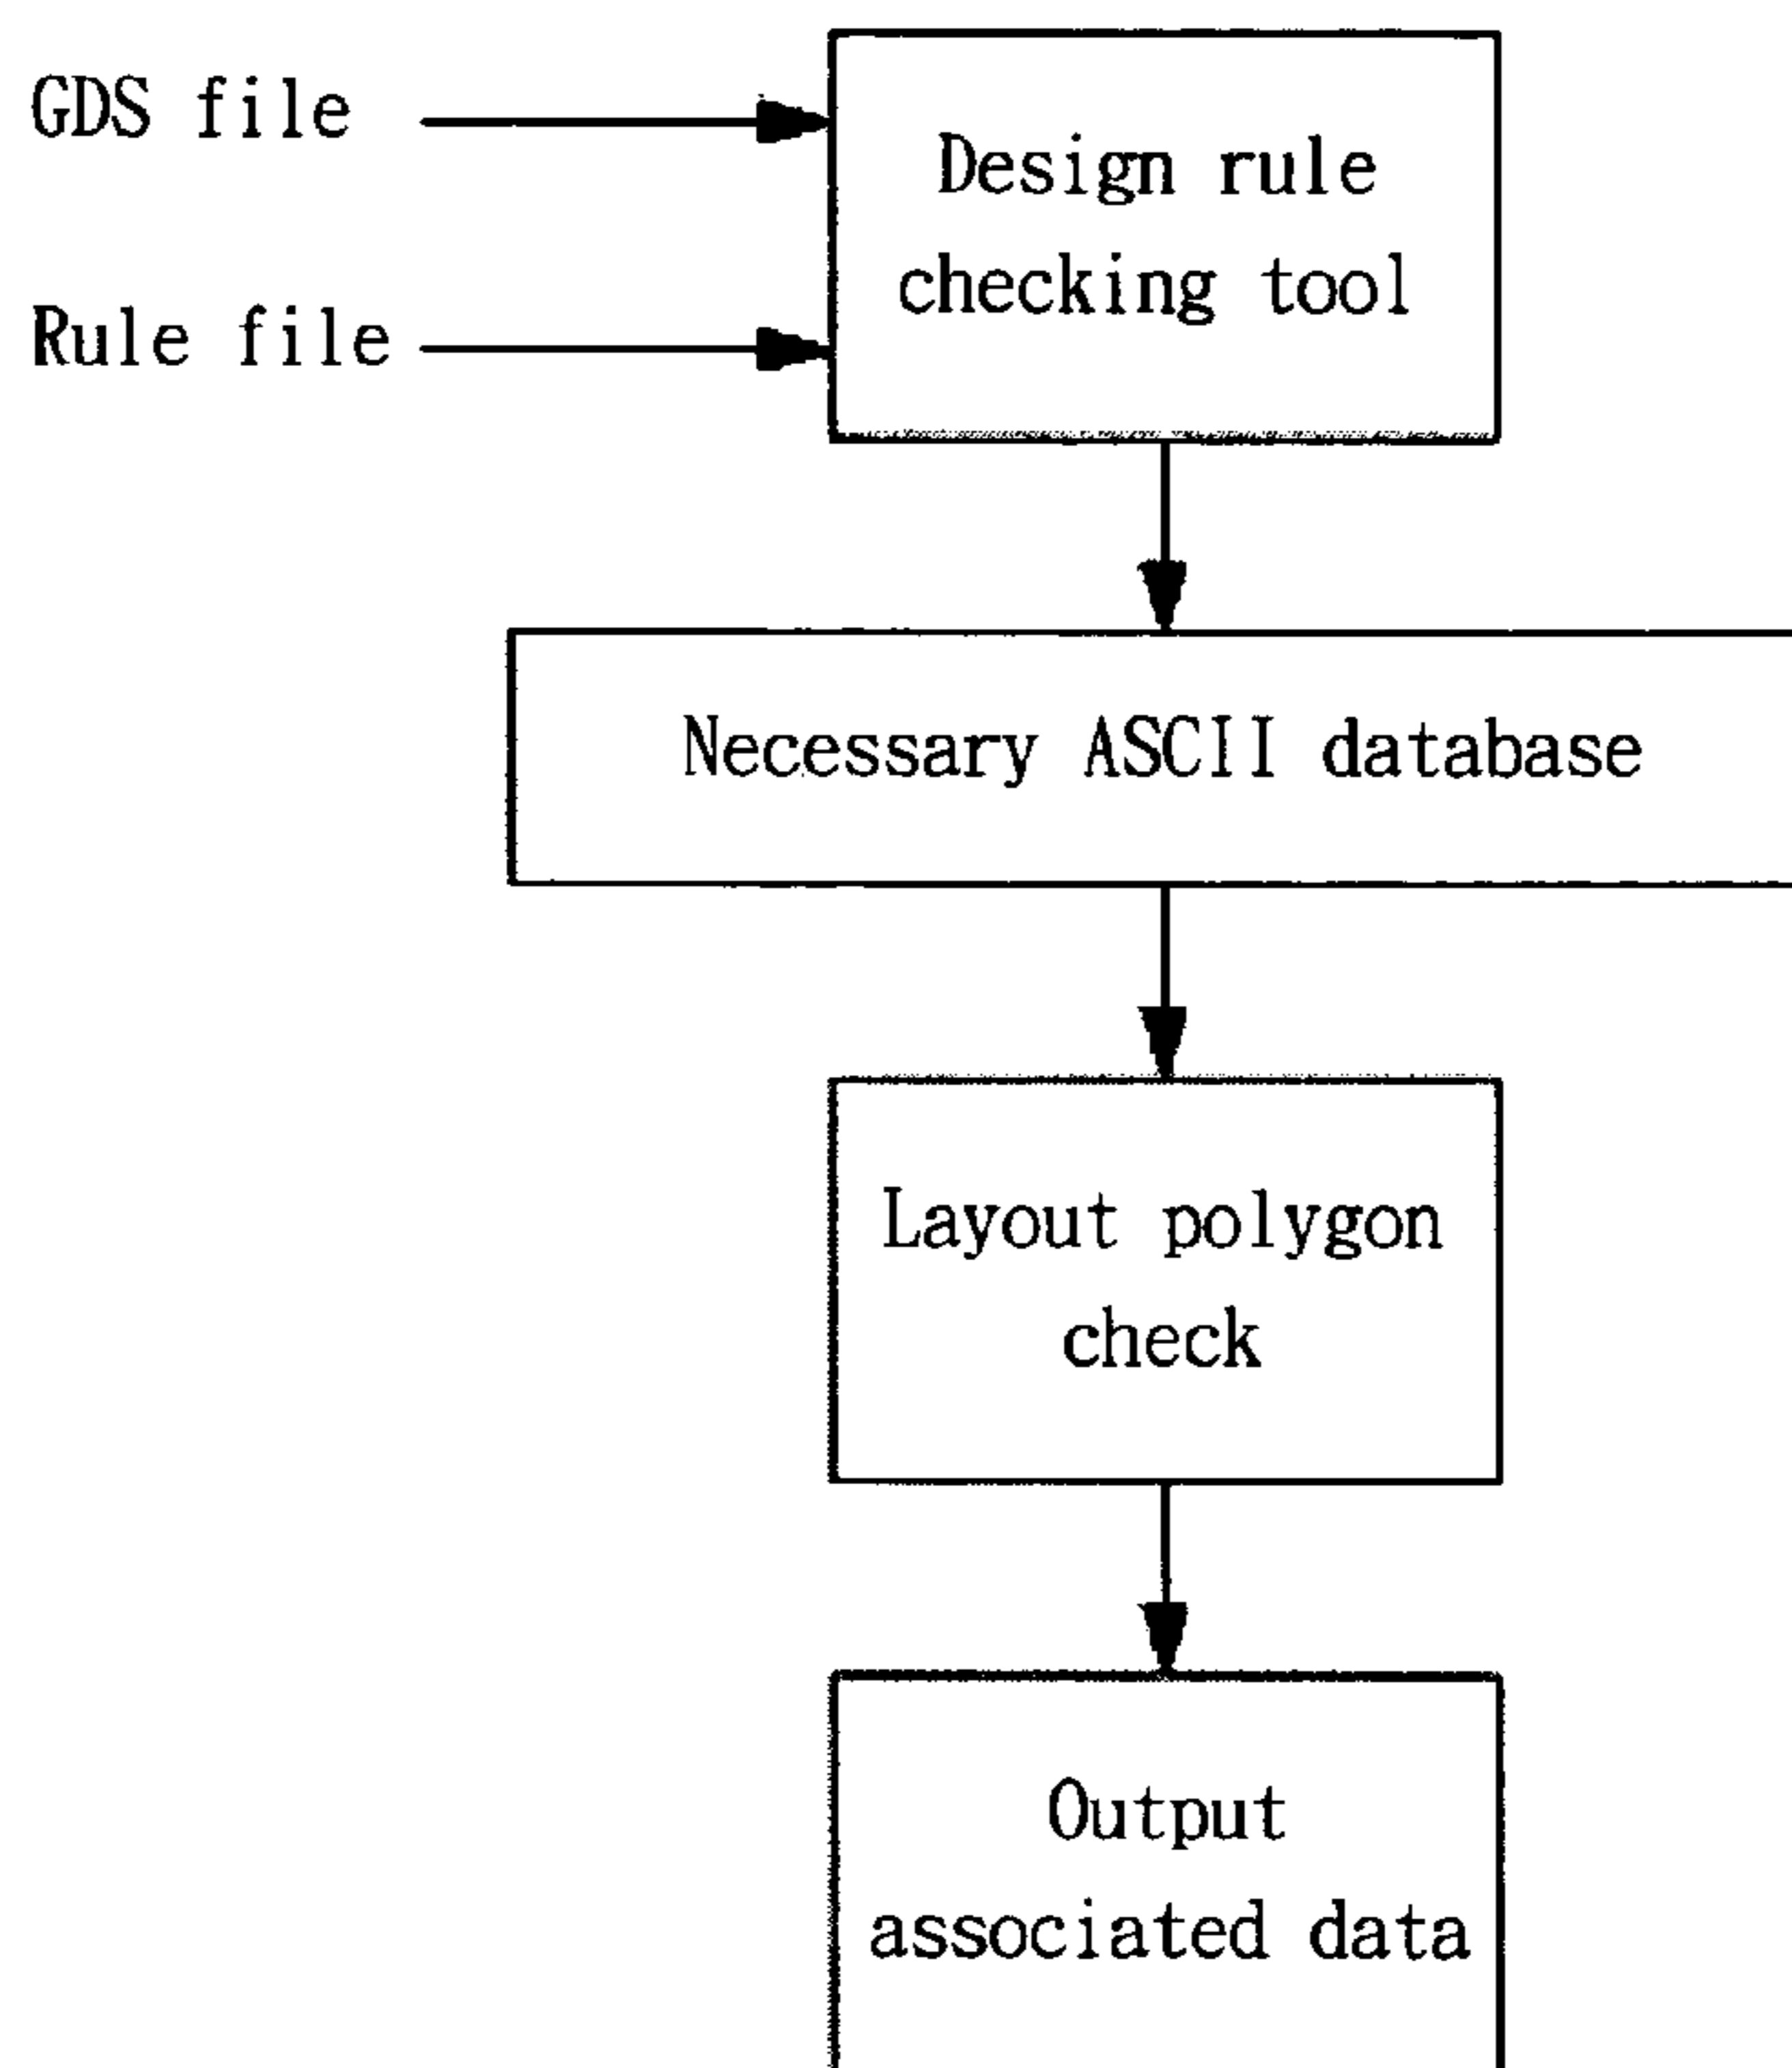 GDS file
Design rule
checking tool
Rule file
Necessary ASCII database
Layout polygon
check
Output
associated data